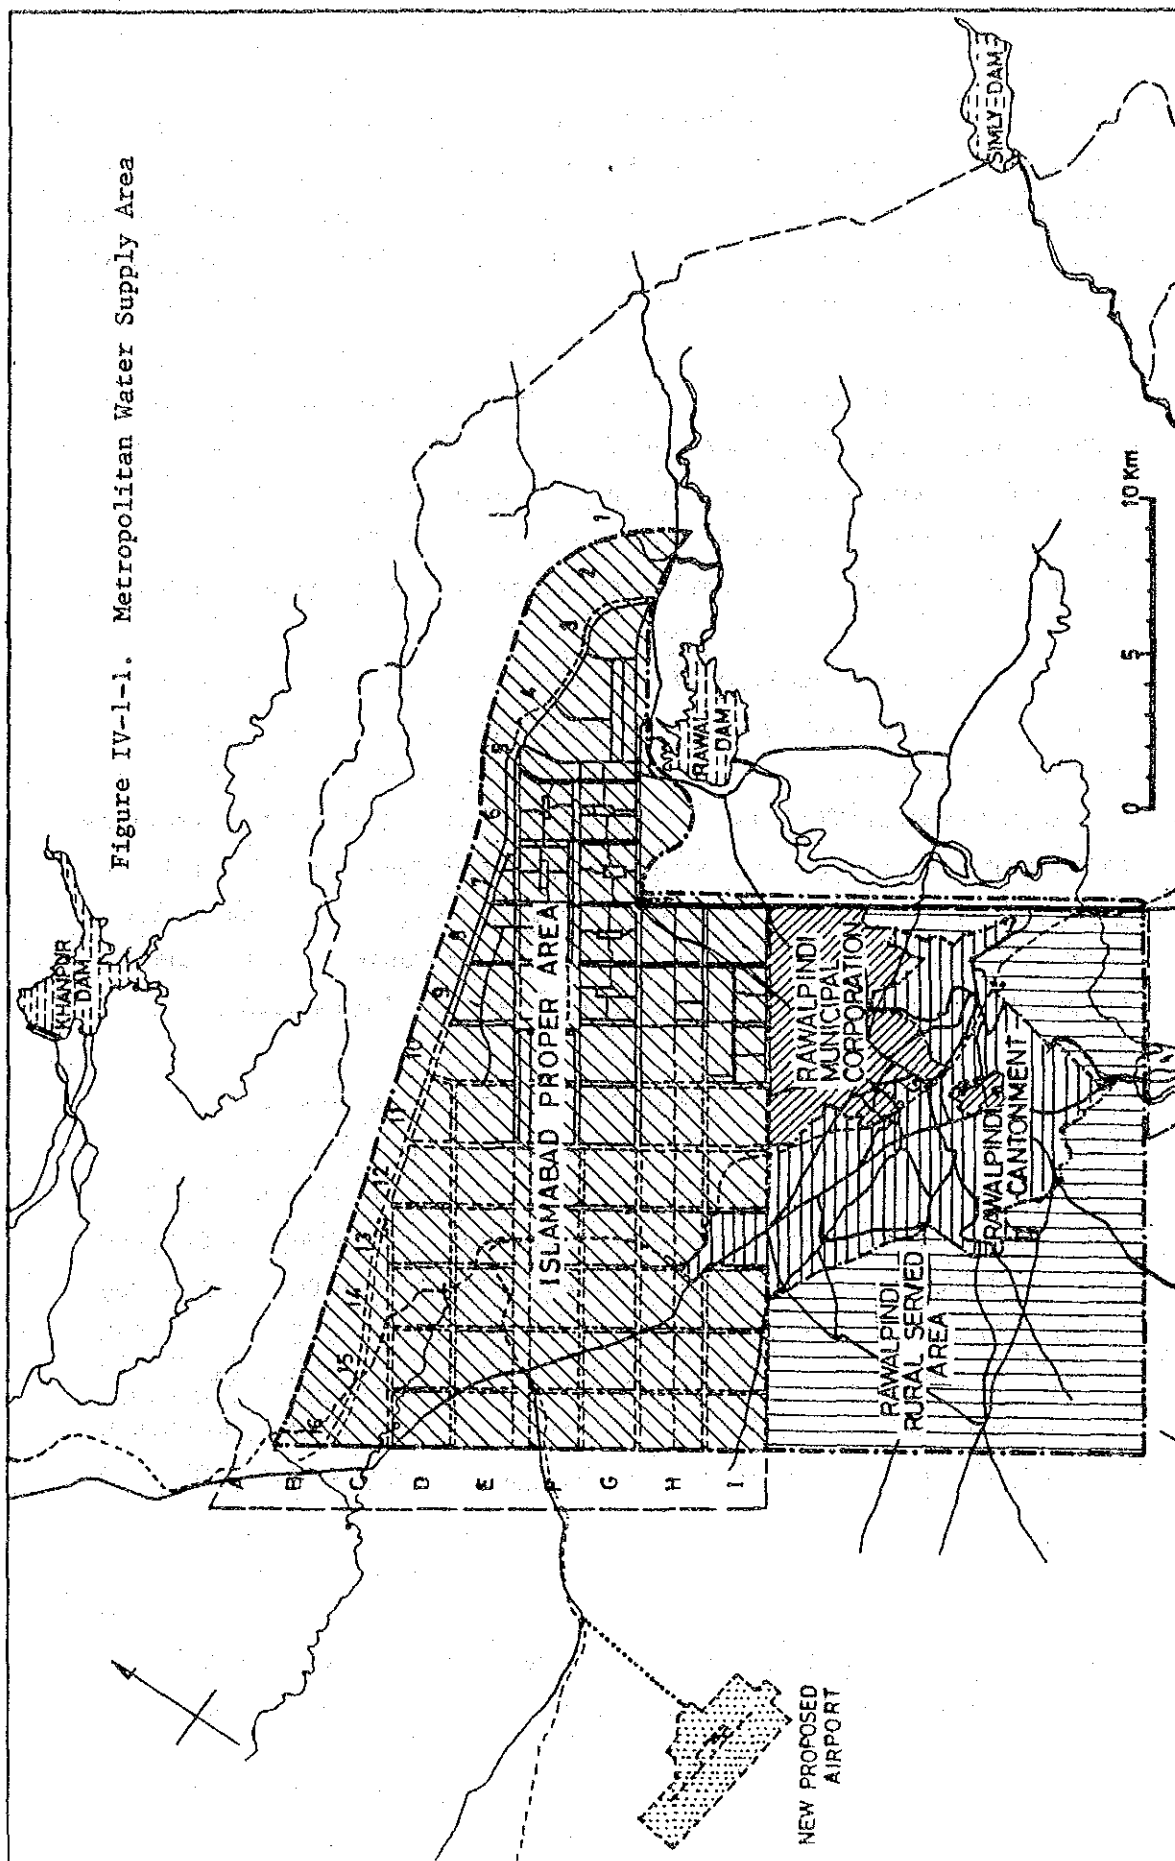 Figure IV-1-1. Metropolitan Water Supply Area
KHANPUR
DAM
SIMLY DAM
RAWAL
DAM
ISLAMABAD PROPER AREA
1
2
3
4
5
6
7
8
9
10
11
12
13
14
15
16
A
B
C
D
E
F
G
H
I
RAWALPINDI
MUNICIPAL
CORPORATION
RAWALPINDI
CANTONMENT
RAWALPINDI
RURAL SERVED
AREA
NEW PROPOSED
AIRPORT
0 5 10 Km